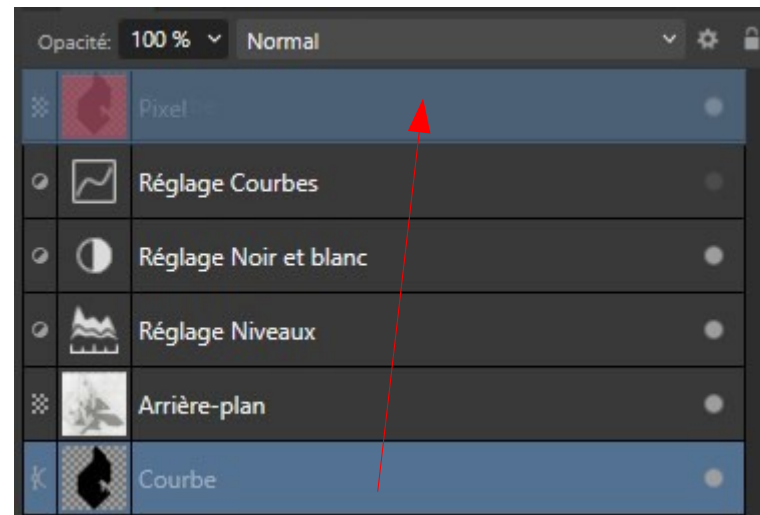 Opacité: 100 % Normal
Pixel
Réglage Courbes
Réglage Noir et blanc
Réglage Niveaux
Arrière-plan
Courbe